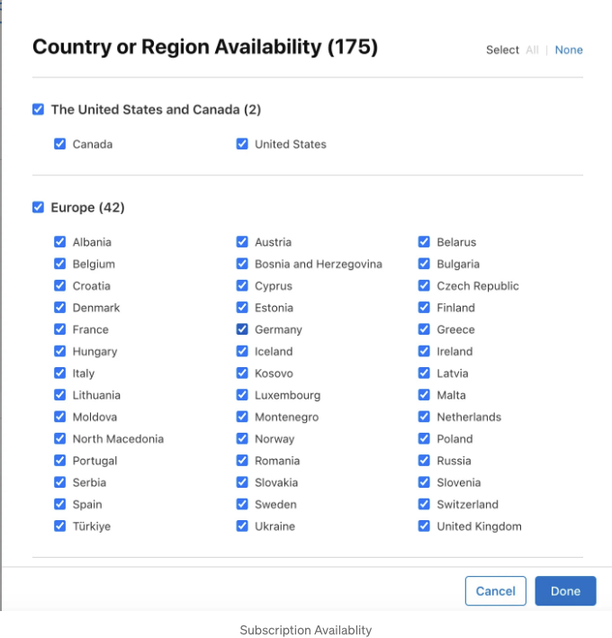 Country or Region Availability (175) Select All | None
The United States and Canada (2)
Canada United States
Europe (42)
Albania Austria Belarus
Belgium Bosnia and Herzegovina Bulgaria
Croatia Cyprus Czech Republic
Denmark Estonia Finland
France Germany Greece
Hungary Iceland Ireland
Italy Kosovo Latvia
Lithuania Luxembourg Malta
Moldova Montenegro Netherlands
North Macedonia Norway Poland
Portugal Romania Russia
Serbia Slovakia Slovenia
Spain Sweden Switzerland
Türkiye Ukraine United Kingdom
Cancel Done
Subscription Availablity